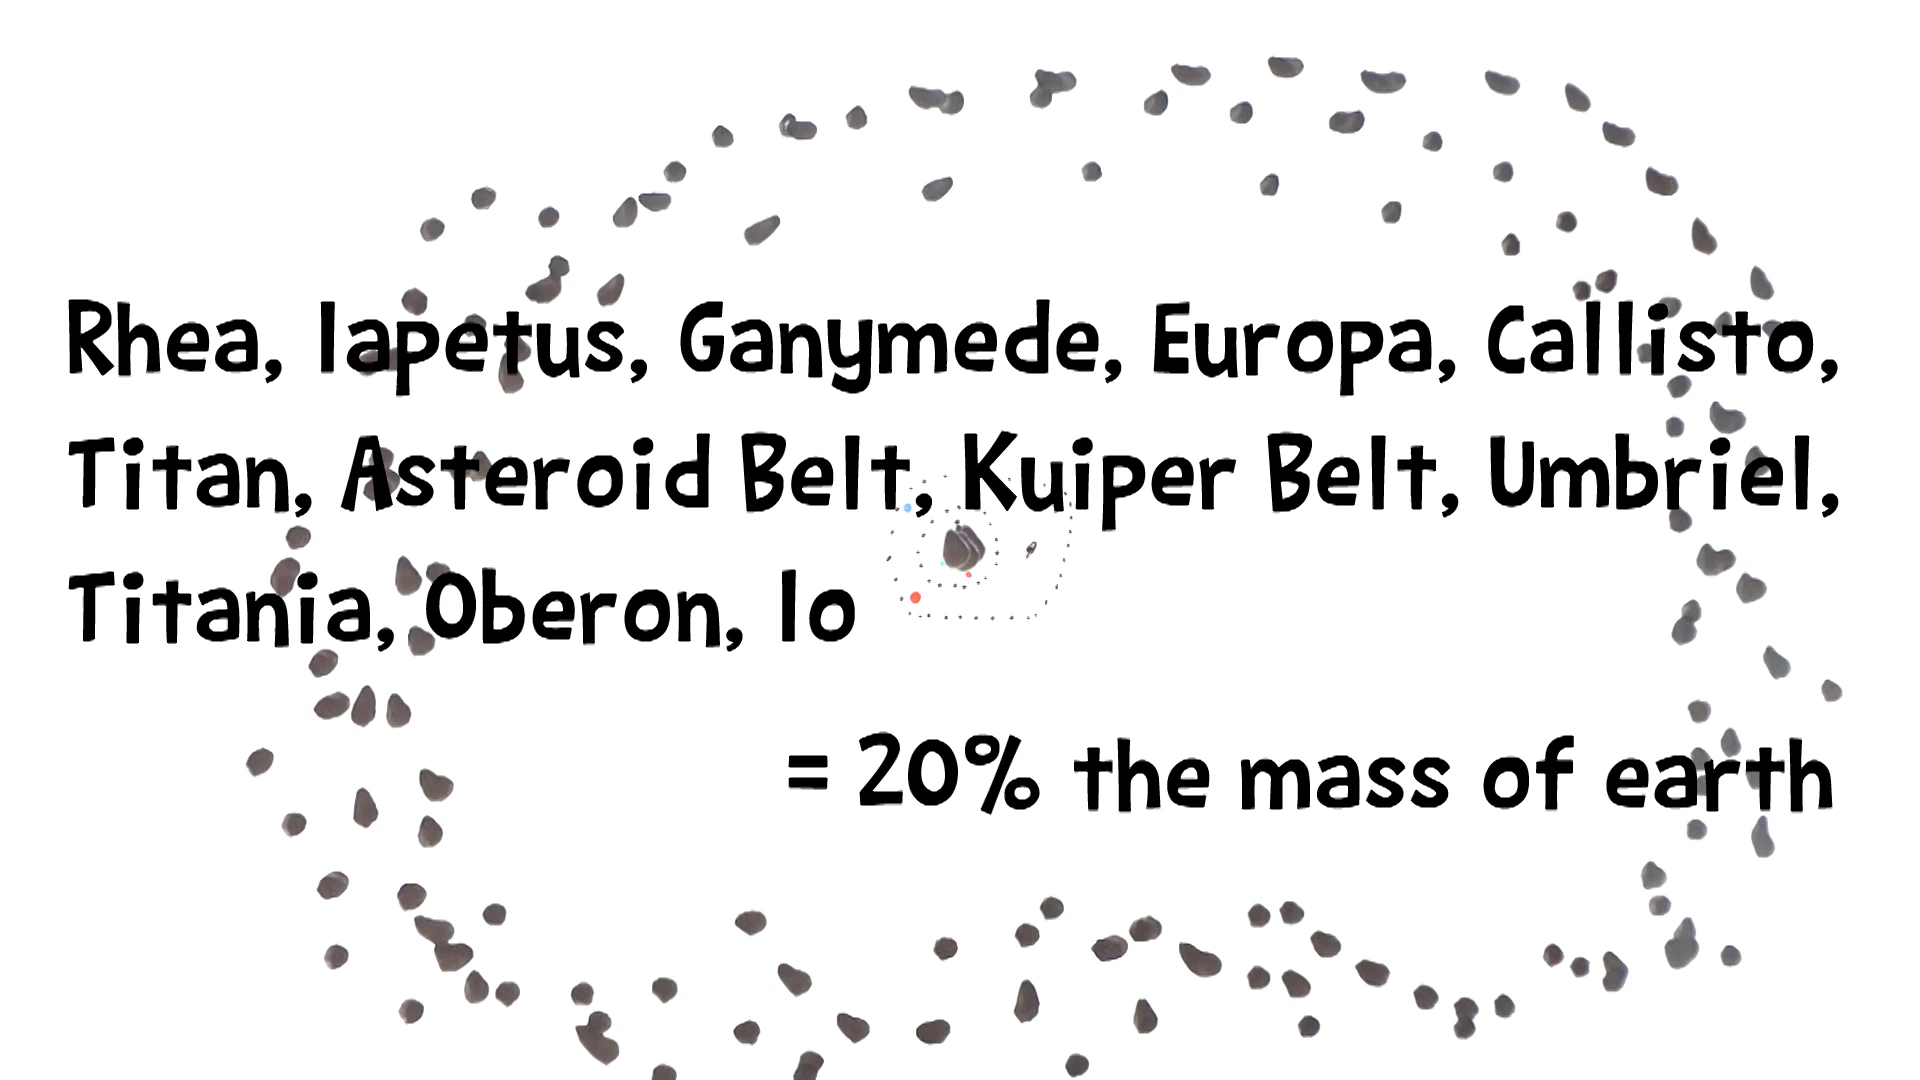 Rhea, Iapetus, Ganymede, Europa, Callisto,
Titan, Asteroid Belt, Kuiper Belt, Umbriel,
Titania, Oberon, Io
= 20% the mass of earth